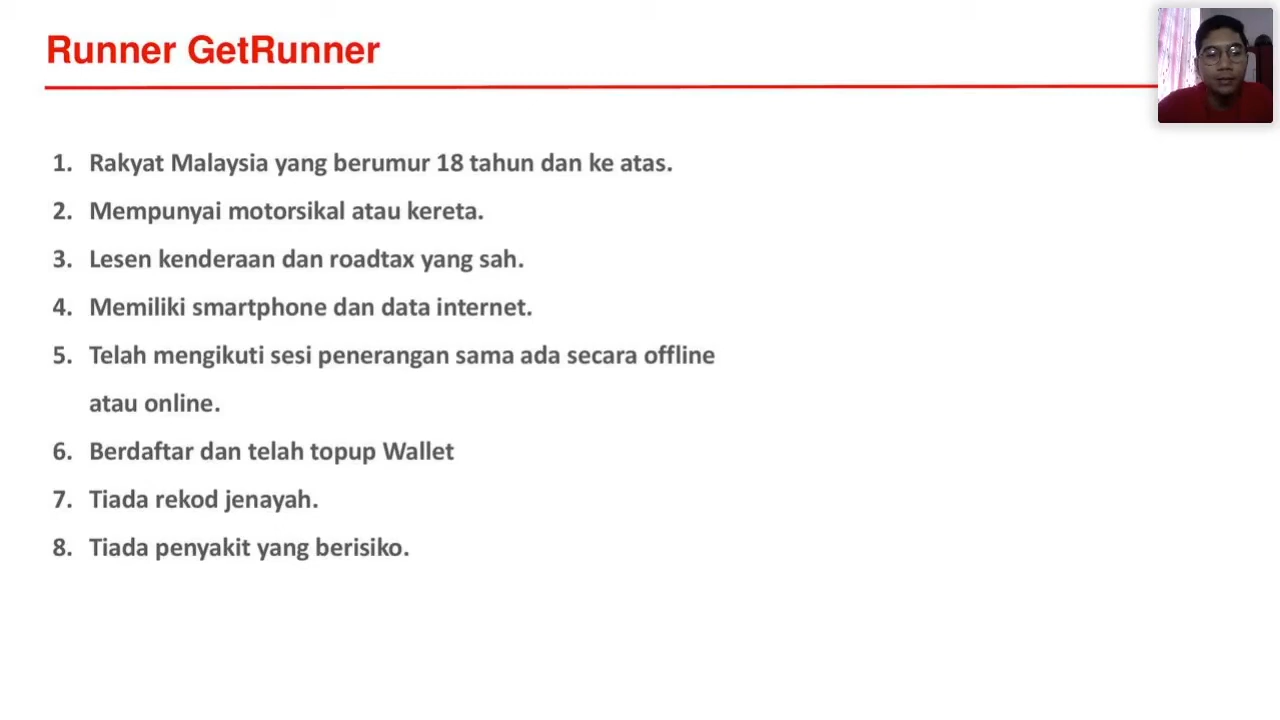 Runner GetRunner
1. Rakyat Malaysia yang berumur 18 tahun dan ke atas.
2. Mempunyai motorsikal atau kereta.
3. Lesen kenderaan dan roadtax yang sah.
4. Memiliki smartphone dan data internet.
5. Telah mengikuti sesi penerangan sama ada secara offline
atau online.
6. Berdaftar dan telah topup Wallet
7. Tiada rekod jenayah.
8. Tiada penyakit yang berisiko.